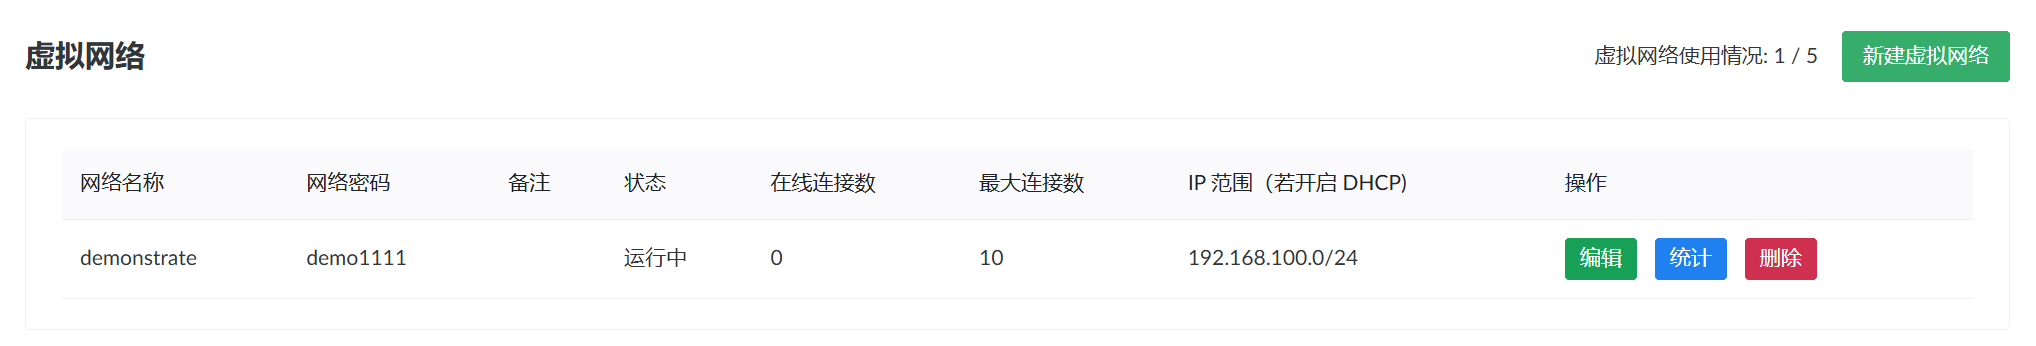 虚拟网络 虚拟网络使用情况: 1 / 5 新建虚拟网络
网络名称 网络密码 备注 状态 在线连接数 最大连接数 IP 范围（若开启 DHCP) 操作
demonstrate demo1111 运行中 0 10 192.168.100.0/24 编辑 统计 删除